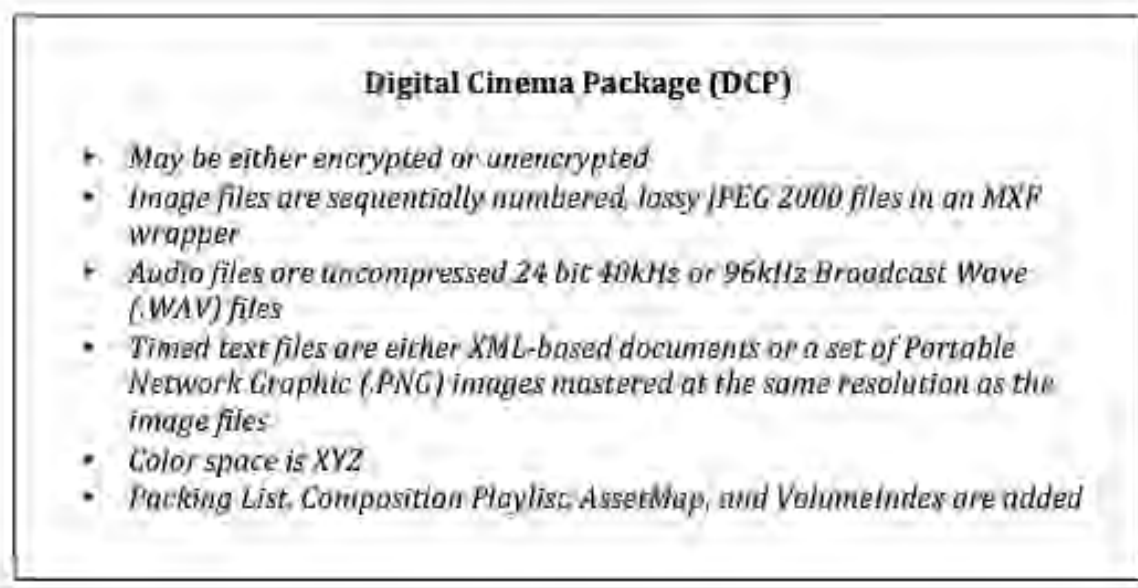 Digital Cinema Package (DCP)
• May be either encrypted or unencrypted
• Image files are sequentially numbered, lossy JPEG 2000 files in an MXF
wrapper
• Audio files are uncompressed 24 bit 48kHz or 96kHz Broadcast Wave
(.WAV) files
• Timed text files are either XML-based documents or a set of Portable
Network Graphic (.PNG) images mastered at the same resolution as the
image files
• Color space is XYZ
• Packing List, Composition Playlist, AssetMap, and VolumeIndex are added